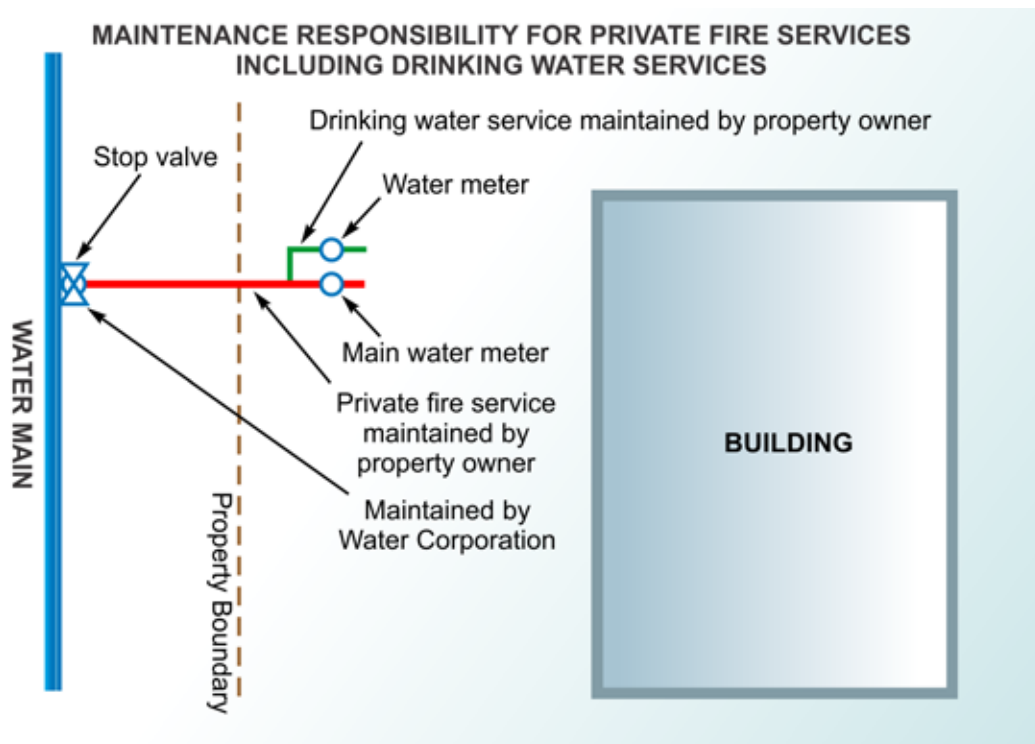 MAINTENANCE RESPONSIBILITY FOR PRIVATE FIRE SERVICES
INCLUDING DRINKING WATER SERVICES
Drinking water service maintained by property owner
Stop valve
Water meter
WATER MAIN
Main water meter
Private fire service
maintained by
property owner
BUILDING
Property Boundary
Maintained by
Water Corporation